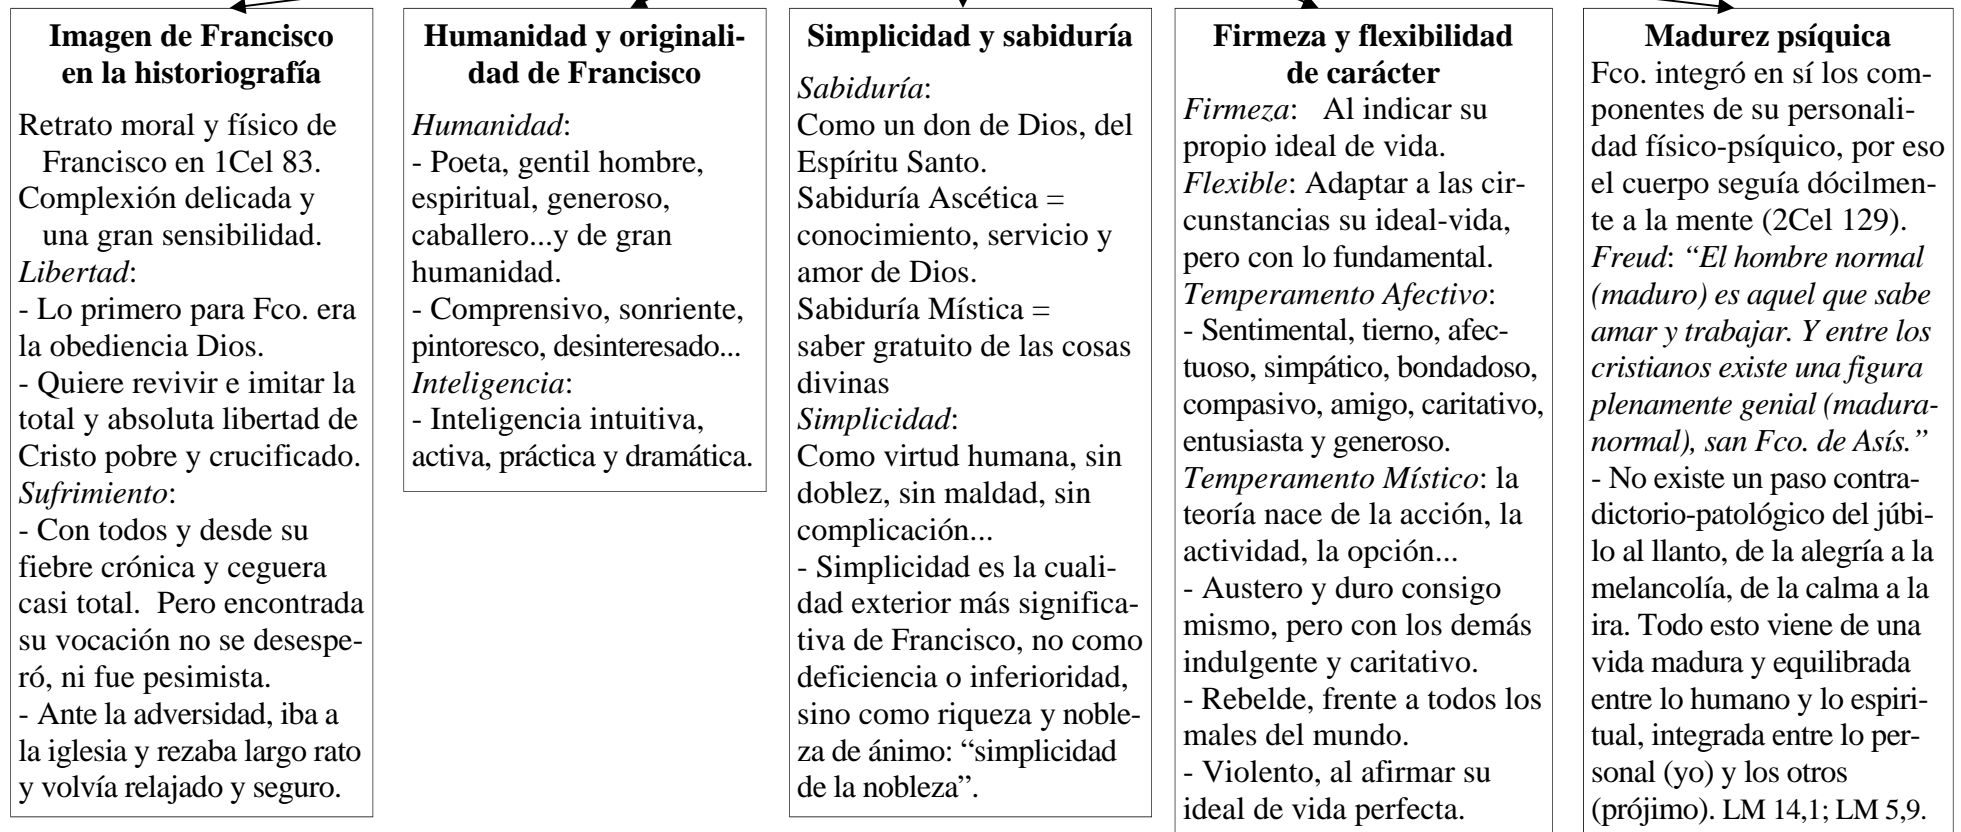 Imagen de Francisco
en la historiografía
Retrato moral y físico de
Francisco en 1Cel 83.
Complexión delicada y
una gran sensibilidad.
Libertad:
- Lo primero para Fco. era
la obediencia Dios.
- Quiere revivir e imitar la
total y absoluta libertad de
Cristo pobre y crucificado.
Sufrimiento:
- Con todos y desde su
fiebre crónica y ceguera
casi total.  Pero encontrada
su vocación no se desespe-
ró, ni fue pesimista.
- Ante la adversidad, iba a
la iglesia y rezaba largo rato
y volvía relajado y seguro.
Humanidad y originali-
dad de Francisco
Humanidad:
- Poeta, gentil hombre,
espiritual, generoso,
caballero...y de gran
humanidad.
- Comprensivo, sonriente,
pintoresco, desinteresado...
Inteligencia:
- Inteligencia intuitiva,
activa, práctica y dramática.
Simplicidad y sabiduría
Sabiduría:
Como un don de Dios, del
Espíritu Santo.
Sabiduría Ascética =
conocimiento, servicio y
amor de Dios.
Sabiduría Mística =
saber gratuito de las cosas
divinas
Simplicidad:
Como virtud humana, sin
doblez, sin maldad, sin
complicación...
- Simplicidad es la cuali-
dad exterior más significa-
tiva de Francisco, no como
deficiencia o inferioridad,
sino como riqueza y noble-
za de ánimo: “simplicidad
de la nobleza”.
Firmeza y flexibilidad
de carácter
Firmeza:   Al indicar su
propio ideal de vida.
Flexible: Adaptar a las cir-
cunstancias su ideal-vida,
pero con lo fundamental.
Temperamento Afectivo:
- Sentimental, tierno, afec-
tuoso, simpático, bondadoso,
compasivo, amigo, caritativo,
entusiasta y generoso.
Temperamento Místico: la
teoría nace de la acción, la
actividad, la opción...
- Austero y duro consigo
mismo, pero con los demás
indulgente y caritativo.
- Rebelde, frente a todos los
males del mundo.
- Violento, al afirmar su
ideal de vida perfecta.
Madurez psíquica
Fco. integró en sí los com-
ponentes de su personali-
dad físico-psíquico, por eso
el cuerpo seguía dócilmen-
te a la mente (2Cel 129).
Freud: “El hombre normal
(maduro) es aquel que sabe
amar y trabajar. Y entre los
cristianos existe una figura
plenamente genial (madura-
normal), san Fco. de Asís.”
- No existe un paso contra-
dictorio-patológico del júbi-
lo al llanto, de la alegría a la
melancolía, de la calma a la
ira. Todo esto viene de una
vida madura y equilibrada
entre lo humano y lo espiri-
tual, integrada entre lo per-
sonal (yo) y los otros
(prójimo). LM 14,1; LM 5,9.